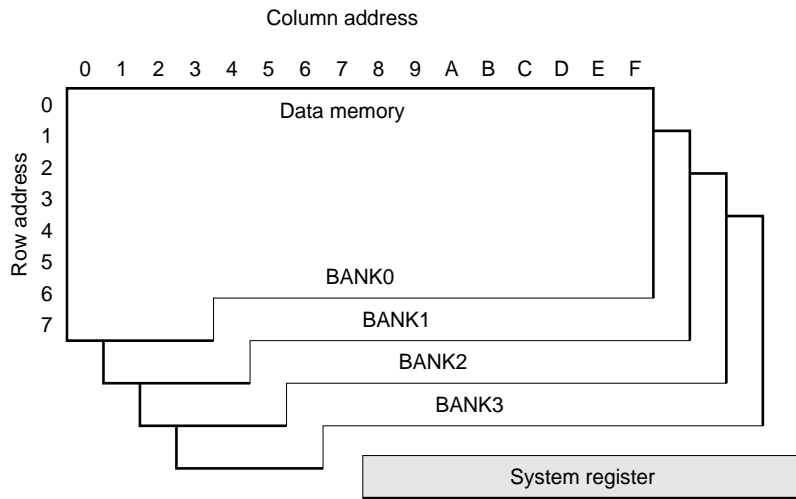 Column address
0 1 2 3 4 5 6 7 8 9 A B C D E F
Row address
0
1
2
3
4
5
6
7
Data memory
BANK0
BANK1
BANK2
BANK3
System register